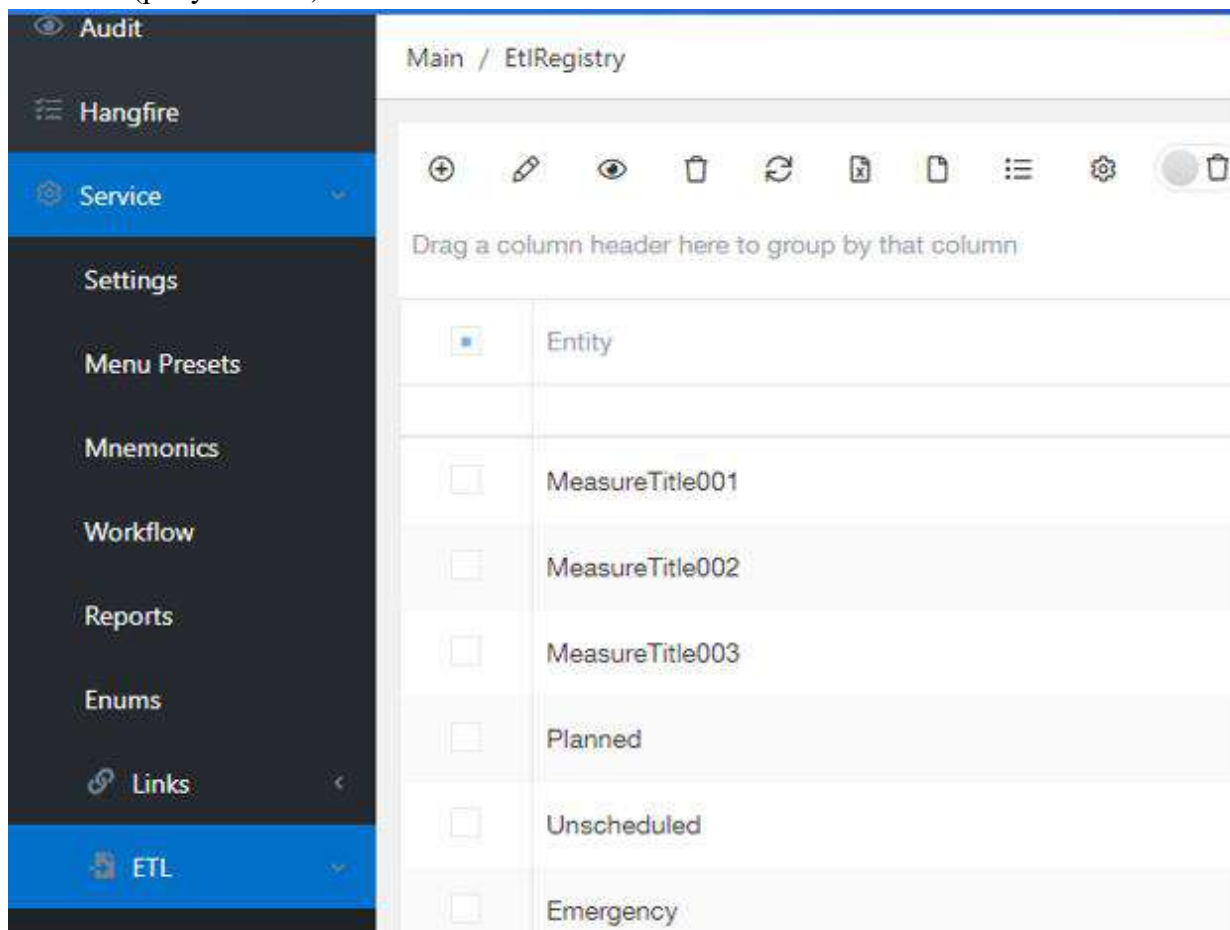 Audit
Hangfire
Service
Settings
Menu Presets
Mnemonics
Workflow
Reports
Enums
Links
ETL
Main / EtlRegistry
Drag a column header here to group by that column
Entity
MeasureTitle001
MeasureTitle002
MeasureTitle003
Planned
Unscheduled
Emergency